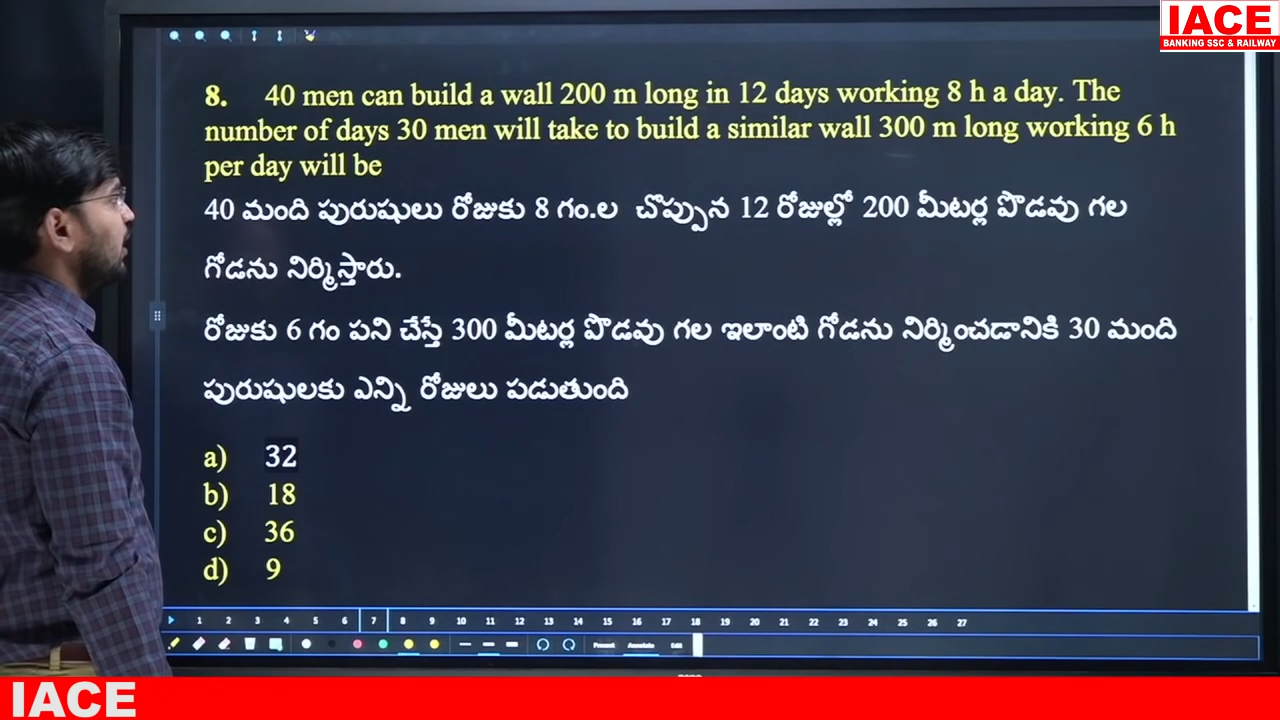 IACE
BANKING SSC & RAILWAY
8. 40 men can build a wall 200 m long in 12 days working 8 h a day. The
number of days 30 men will take to build a similar wall 300 m long working 6 h
per day will be
40 మంది పురుషులు రోజుకు 8 గం.ల చొప్పున 12 రోజుల్లో 200 మీటర్ల పొడవు గల
గోడను నిర్మిస్తారు.
రోజుకు 6 గం పని చేస్తే 300 మీటర్ల పొడవు గల ఇలాంటి గోడను నిర్మించడానికి 30 మంది
పురుషులకు ఎన్ని రోజులు పడుతుంది
a) 32
b) 18
c) 36
d) 9
1 2 3 4 5 6 7 8 9 10 11 12 13 14 15 16 17 18 19 20 21 22 23 24 25 26 27
Present Annotate Edit
IACE